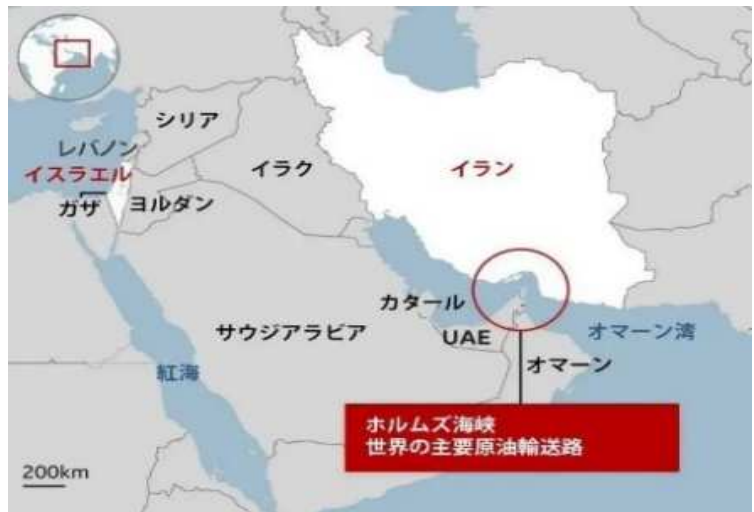 シリア
レバノン
イスラエル
イラク
イラン
ガザ
ヨルダン
カタール
サウジアラビア
UAE
オマーン湾
紅海
オマーン
ホルムズ海峡
世界の主要原油輸送路
200km